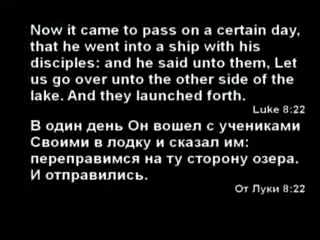 Now it came to pass on a certain day,
that he went into a ship with his
disciples: and he said unto them, Let
us go over unto the other side of the
lake. And they launched forth.
Luke 8:22
В один день Он вошел с учениками
Своими в лодку и сказал им:
переправимся на ту сторону озера.
И отправились.
От Луки 8:22